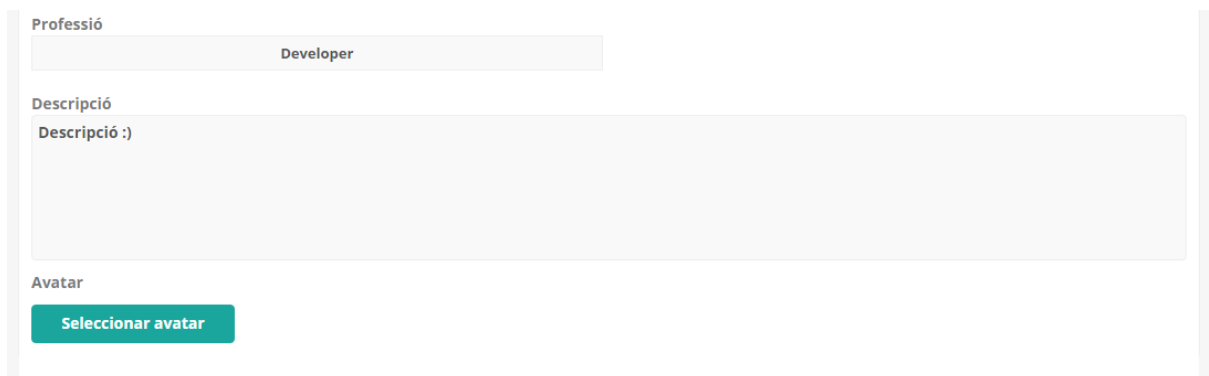 Professió
Developer
Descripció
Descripció :)
Avatar
Seleccionar avatar